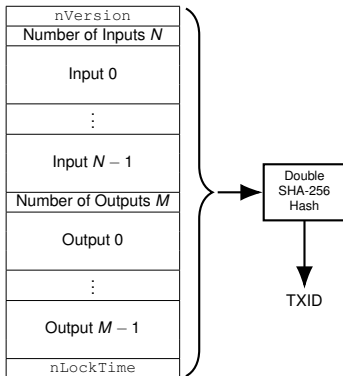 nVersion
Number of Inputs N
Input 0
⋮
Input N − 1
Number of Outputs M
Output 0
⋮
Output M − 1
nLockTime
Double
SHA-256
Hash
TXID